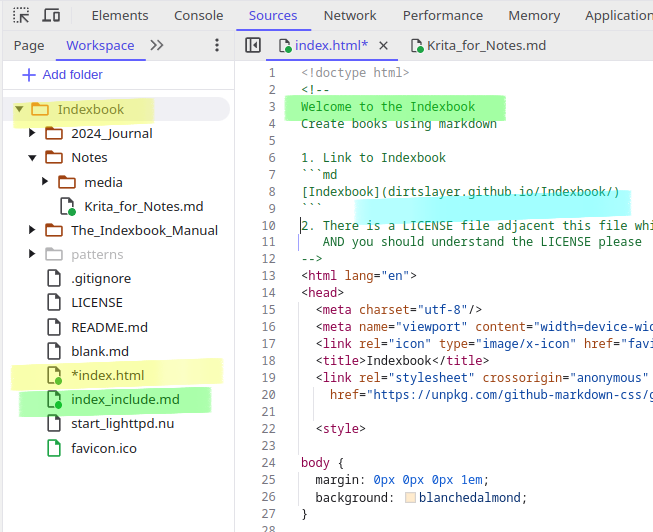 Elements Console Sources Network Performance Memory Application
Page Workspace
index.html* Krita_for_Notes.md
Add folder
Indexbook
2024_Journal
Notes
media
Krita_for_Notes.md
The_Indexbook_Manual
patterns
.gitignore
LICENSE
README.md
blank.md
*index.html
index_include.md
start_lighttpd.nu
favicon.ico
1 <!doctype html>
2 <!--
3 Welcome to the Indexbook
4 Create books using markdown
5
6 1. Link to Indexbook
7 ```md
8 [Indexbook](dirtslayer.github.io/Indexbook/)
9 ```
10 2. There is a LICENSE file adjacent this file whi
11 AND you should understand the LICENSE please
12 -->
13 <html lang="en">
14 <head>
15 <meta charset="utf-8"/>
16 <meta name="viewport" content="width=device-wid
17 <link rel="icon" type="image/x-icon" href="favi
18 <title>Indexbook</title>
19 <link rel="stylesheet" crossorigin="anonymous"
20 href="https://unpkg.com/github-markdown-css/g
21
22 <style>
23
24 body {
25 margin: 0px 0px 0px 1em;
26 background: blanchedalmond;
27 }
28